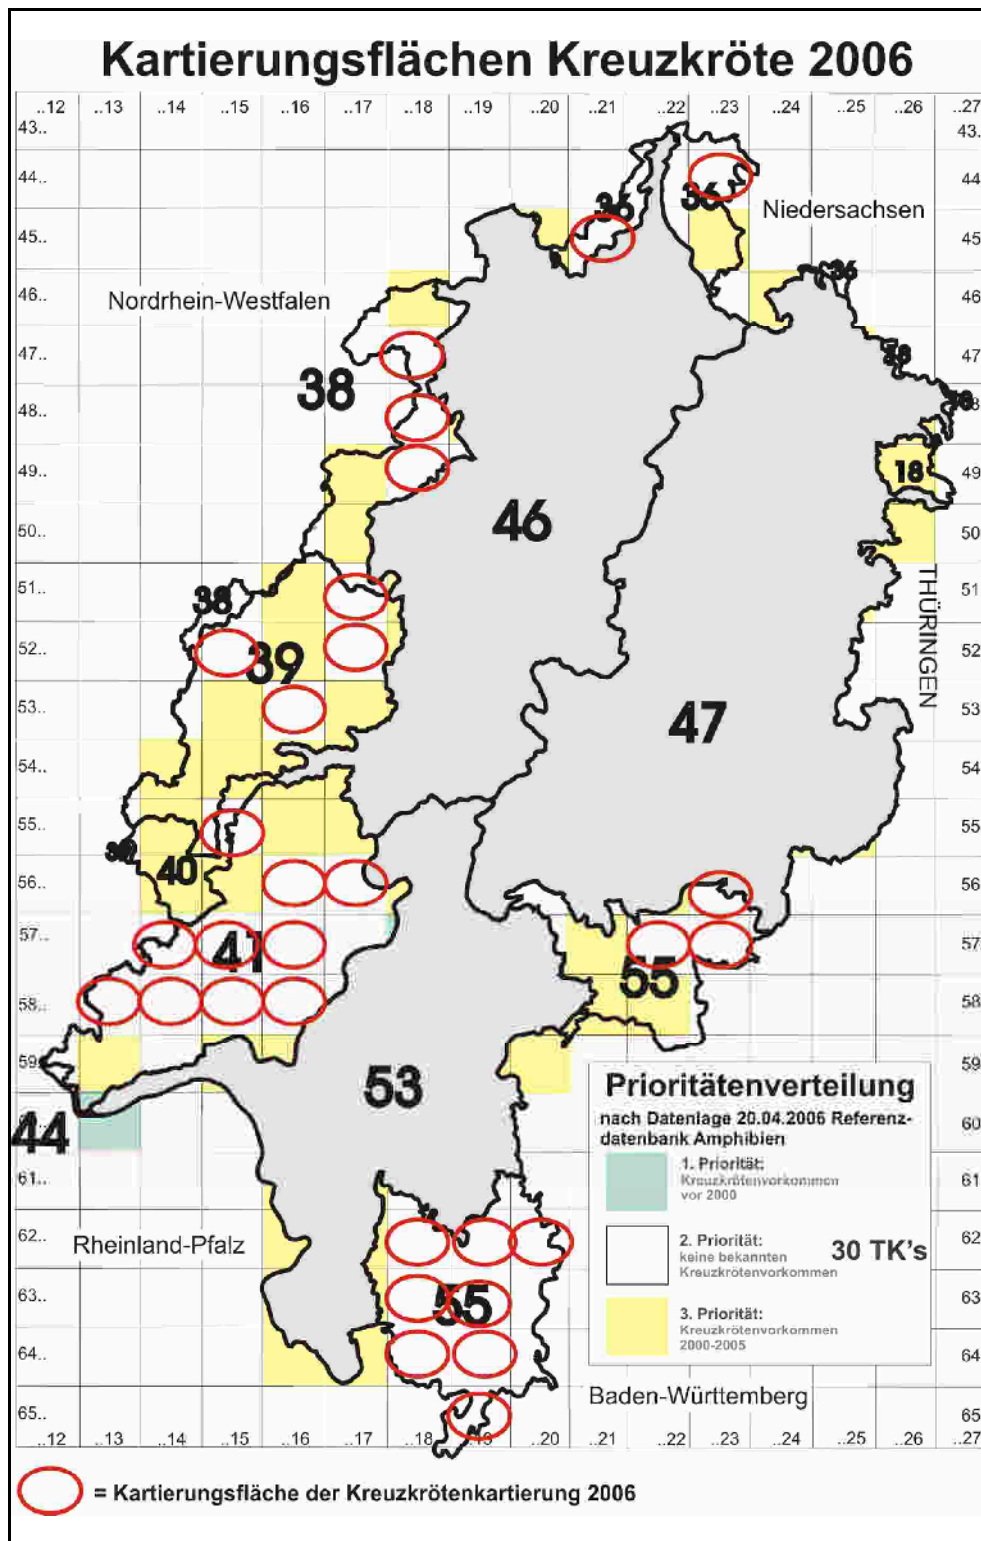 Kartierungsflächen Kreuzkröte 2006
..12 ..13 ..14 ..15 ..16 ..17 ..18 ..19 ..20 ..21 ..22 ..23 ..24 ..25 ..26 ..27
43.. 43..
44.. 36 36 44
Niedersachsen
45.. 45
46.. 36 46
Nordrhein-Westfalen
47.. 47
38
48..
49.. 18 49
46
50.. 50
51.. 51
38
THÜRINGEN
52.. 39 52
53.. 47 53
54.. 54
55.. 55
40
56.. 56
57.. 41 57
55
58.. 58
59.. 59
53
Prioritätenverteilung
nach Datenlage 20.04.2006 Referenz-
datenbank Amphibien
44 60
1. Priorität:
Kreuzkrötenvorkommen
vor 2000
61.. 61
62.. 62
Rheinland-Pfalz
2. Priorität:
keine bekannten
Kreuzkrötenvorkommen
30 TK's
63.. 55 63
3. Priorität:
Kreuzkrötenvorkommen
2000-2005
64.. 64
Baden-Württemberg
65.. 65
..12 ..13 ..14 ..15 ..16 ..17 ..18 ..19 ..20 ..21 ..22 ..23 ..24 ..25 ..26 ..27
= Kartierungsfläche der Kreuzkrötenkartierung 2006